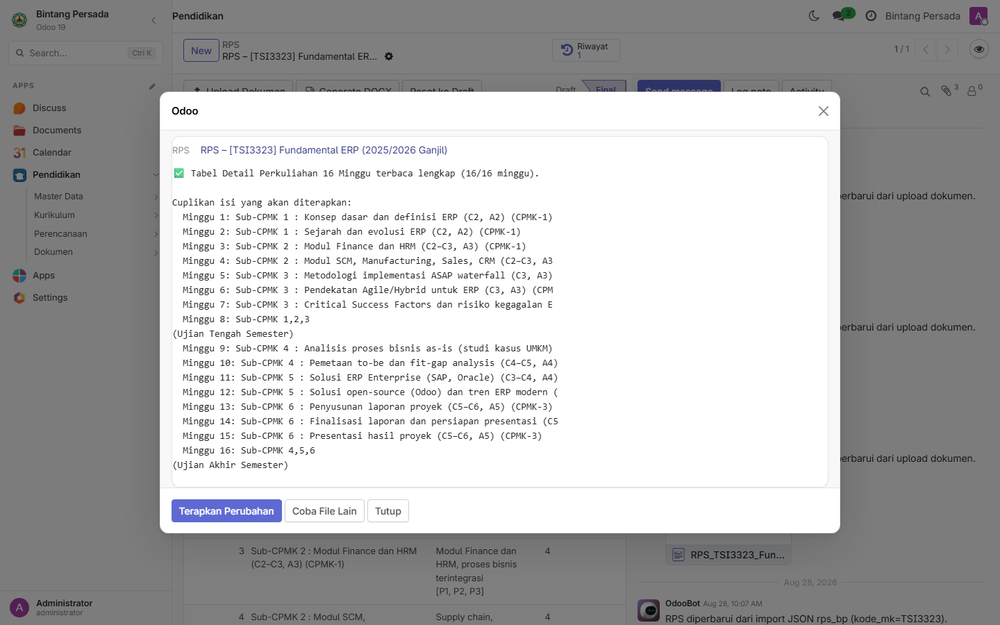 Bintang Persada
Odoo 19
Pendidikan
2
Bintang Persada
A
Search...
Ctrl K
New
RPS
RPS – [TSI3323] Fundamental ER...
Riwayat
1
1 / 1
APPS
Discuss
Documents
31 Calendar
Pendidikan
Master Data
Kurikulum
Perencanaan
Dokumen
Apps
Settings
Upload Dokumen
Generate DOCX
Reset ke Draft
Draft
Final
Send message
Log note
Activity
3
0
Odoo
RPS RPS – [TSI3323] Fundamental ERP (2025/2026 Ganjil)
✅ Tabel Detail Perkuliahan 16 Minggu terbaca lengkap (16/16 minggu).
Cuplikan isi yang akan diterapkan:
Minggu 1: Sub-CPMK 1 : Konsep dasar dan definisi ERP (C2, A2) (CPMK-1)
Minggu 2: Sub-CPMK 1 : Sejarah dan evolusi ERP (C2, A2) (CPMK-1)
Minggu 3: Sub-CPMK 2 : Modul Finance dan HRM (C2–C3, A3) (CPMK-1)
Minggu 4: Sub-CPMK 2 : Modul SCM, Manufacturing, Sales, CRM (C2–C3, A3
Minggu 5: Sub-CPMK 3 : Metodologi implementasi ASAP waterfall (C3, A3)
Minggu 6: Sub-CPMK 3 : Pendekatan Agile/Hybrid untuk ERP (C3, A3) (CPM
Minggu 7: Sub-CPMK 3 : Critical Success Factors dan risiko kegagalan E
Minggu 8: Sub-CPMK 1,2,3
(Ujian Tengah Semester)
Minggu 9: Sub-CPMK 4 : Analisis proses bisnis as-is (studi kasus UMKM)
Minggu 10: Sub-CPMK 4 : Pemetaan to-be dan fit-gap analysis (C4–C5, A4)
Minggu 11: Sub-CPMK 5 : Solusi ERP Enterprise (SAP, Oracle) (C3–C4, A4)
Minggu 12: Sub-CPMK 5 : Solusi open-source (Odoo) dan tren ERP modern (
Minggu 13: Sub-CPMK 6 : Penyusunan laporan proyek (C5–C6, A5) (CPMK-3)
Minggu 14: Sub-CPMK 6 : Finalisasi laporan dan persiapan presentasi (C5
Minggu 15: Sub-CPMK 6 : Presentasi hasil proyek (C5–C6, A5) (CPMK-3)
Minggu 16: Sub-CPMK 4,5,6
(Ujian Akhir Semester)
Terapkan Perubahan
Coba File Lain
Tutup
erbarui dari upload dokumen.
erbarui dari upload dokumen.
erbarui dari upload dokumen.
3 Sub-CPMK 2 : Modul Finance dan HRM
(C2–C3, A3) (CPMK-1)
Modul Finance dan
HRM, proses bisnis
terintegrasi
[P1, P2, P3]
4
4 Sub-CPMK 2 : Modul SCM,
Supply chain,
4
RPS_TSI3323_Fun...
Aug 28, 2026
OdooBot Aug 28, 10:07 AM
RPS diperbarui dari import JSON rps_bp (kode_mk=TSI3323).
A
Administrator
administrator